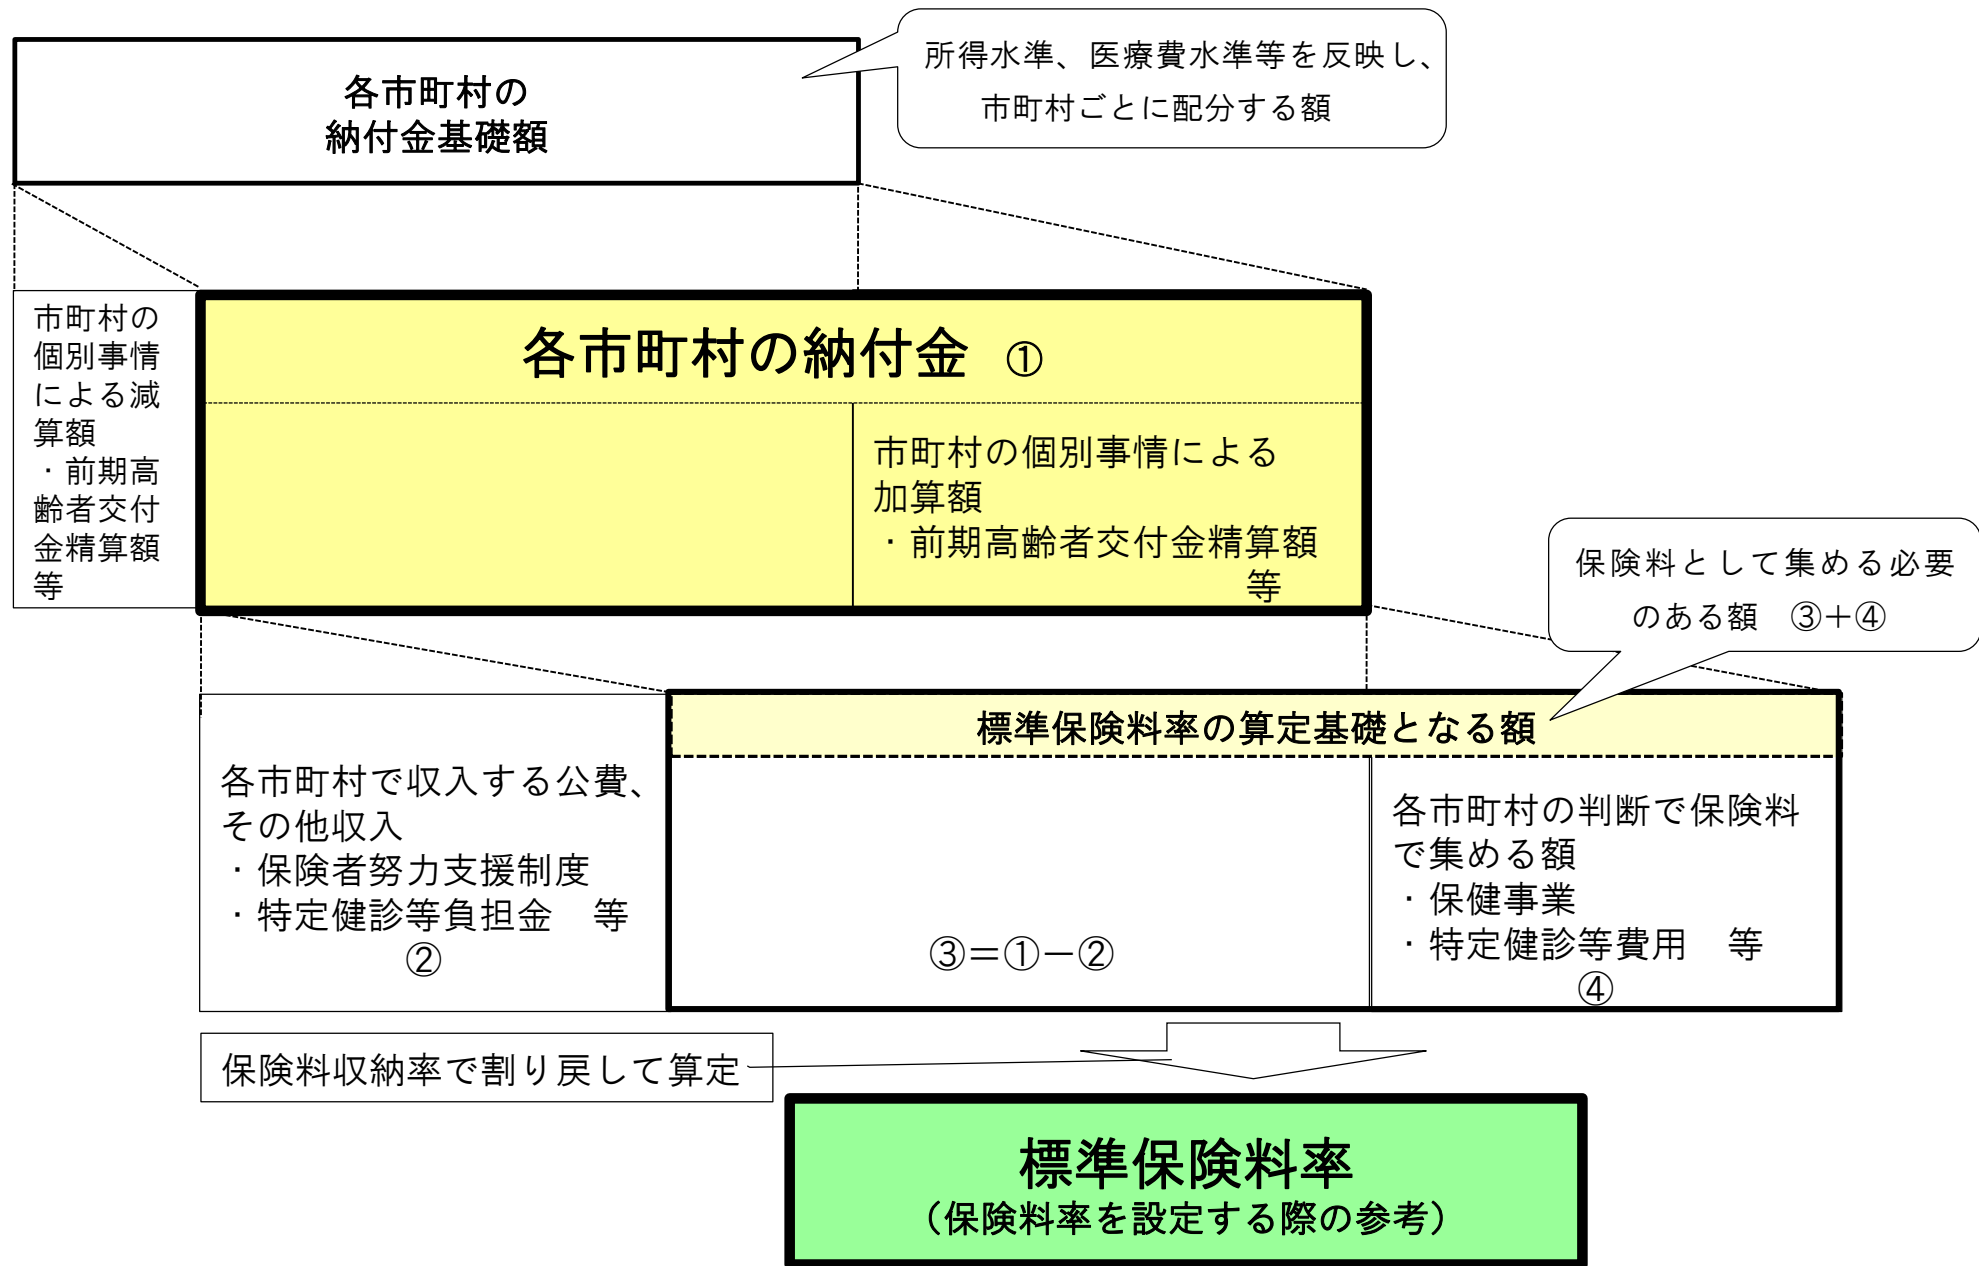 各市町村の
納付金基礎額
所得水準、医療費水準等を反映し、
市町村ごとに配分する額
市町村の
個別事情
による減
算額
・前期高
齢者交付
金精算額
等
各市町村の納付金 ①
市町村の個別事情による
加算額
・前期高齢者交付金精算額
等
保険料として集める必要
のある額　③＋④
標準保険料率の算定基礎となる額
各市町村で収入する公費、
その他収入
・保険者努力支援制度
・特定健診等負担金　等
②
③＝①－②
各市町村の判断で保険料
で集める額
・保健事業
・特定健診等費用　等
④
保険料収納率で割り戻して算定
標準保険料率
（保険料率を設定する際の参考）